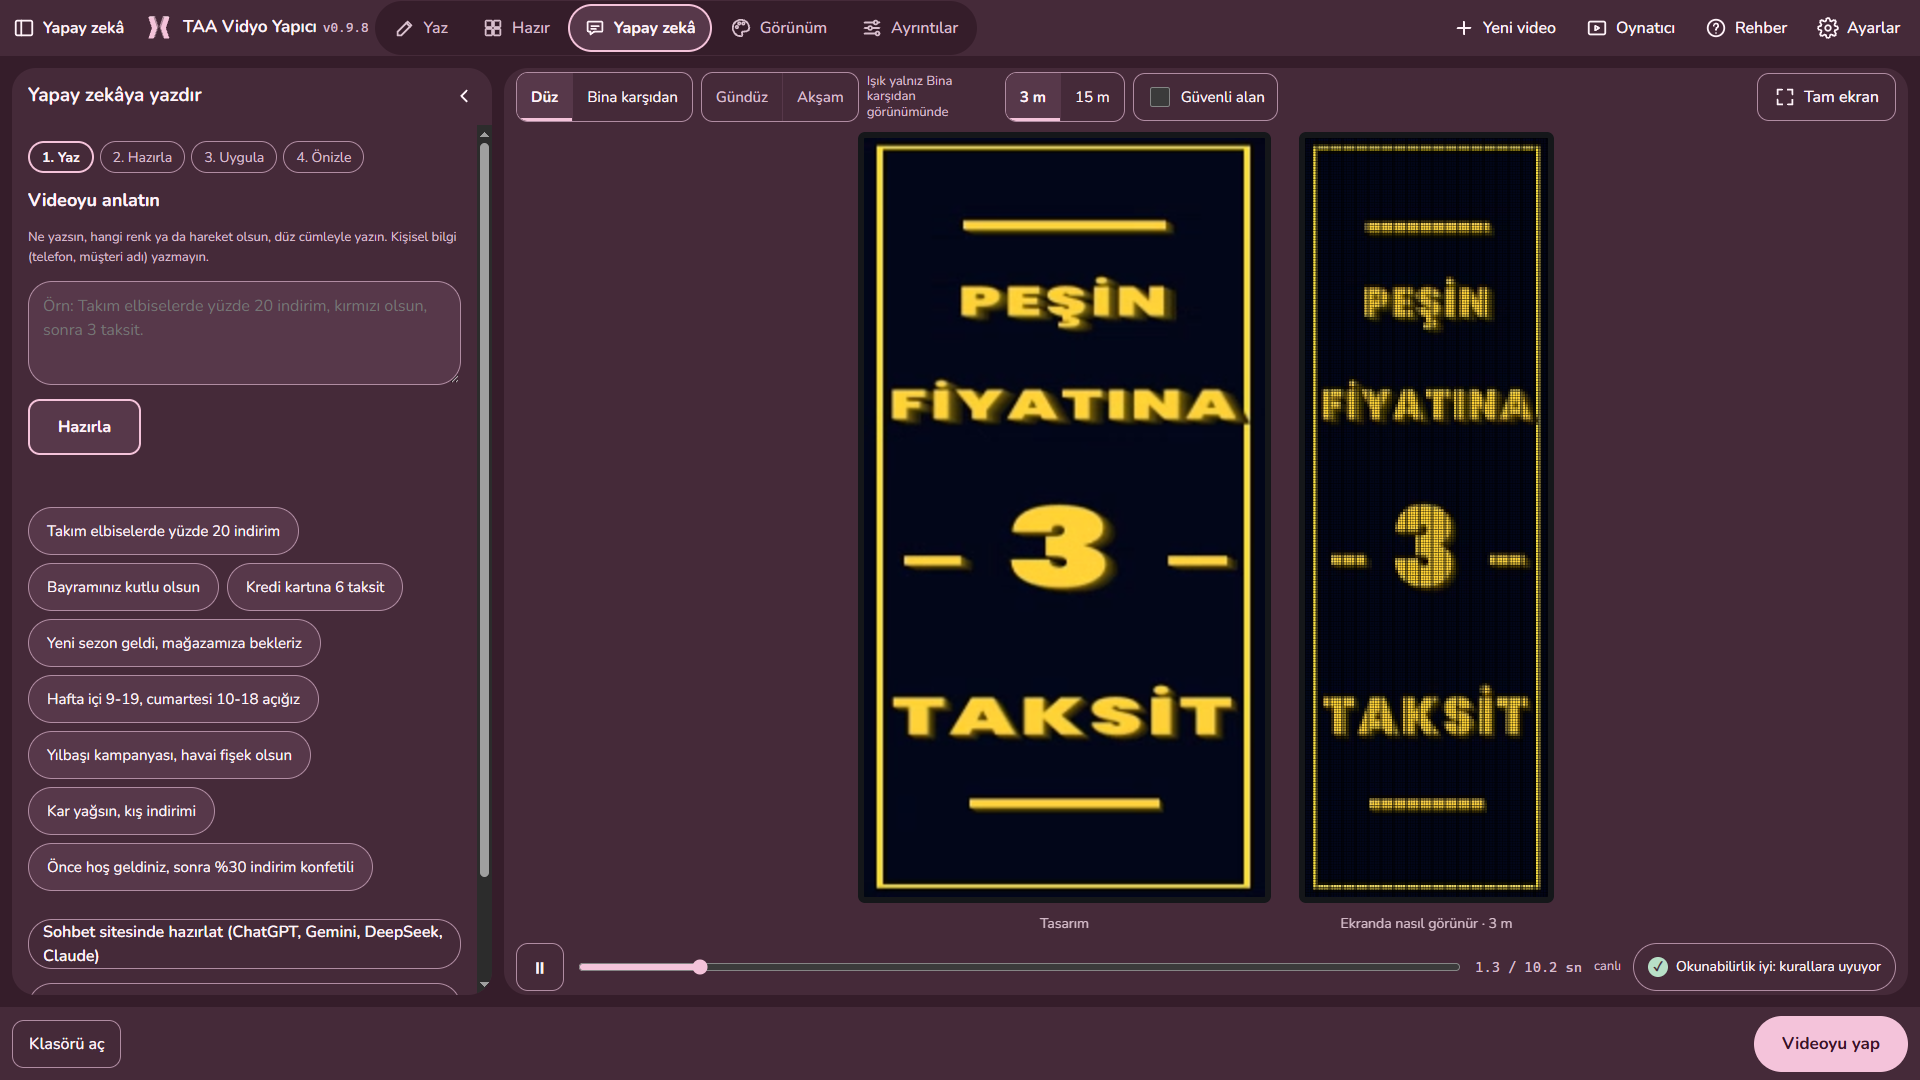 Yapay zekâ
TAA Vidyo Yapıcı v0.9.8
Yaz
Hazır
Yapay zekâ
Görünüm
Ayrıntılar
Yeni video
Oynatıcı
Rehber
Ayarlar
Yapay zekâya yazdır
1. Yaz
2. Hazırla
3. Uygula
4. Önizle
Videoyu anlatın
Ne yazsın, hangi renk ya da hareket olsun, düz cümleyle yazın. Kişisel bilgi
(telefon, müşteri adı) yazmayın.
Örn: Takım elbiselerde yüzde 20 indirim, kırmızı olsun,
sonra 3 taksit.
Hazırla
Takım elbiselerde yüzde 20 indirim
Bayramınız kutlu olsun
Kredi kartına 6 taksit
Yeni sezon geldi, mağazamıza bekleriz
Hafta içi 9-19, cumartesi 10-18 açığız
Yılbaşı kampanyası, havai fişek olsun
Kar yağsın, kış indirimi
Önce hoş geldiniz, sonra %30 indirim konfetili
Sohbet sitesinde hazırlat (ChatGPT, Gemini, DeepSeek,
Claude)
Düz
Bina karşıdan
Gündüz
Akşam
Işık yalnız Bina
karşıdan
görünümünde
3 m
15 m
Güvenli alan
Tam ekran
PEŞİN
FİYATINA
3
TAKSİT
Tasarım
PEŞİN
FİYATINA
3
TAKSİT
Ekranda nasıl görünür · 3 m
1.3 / 10.2 sn
canlı
Okunabilirlik iyi: kurallara uyuyor
Klasörü aç
Videoyu yap